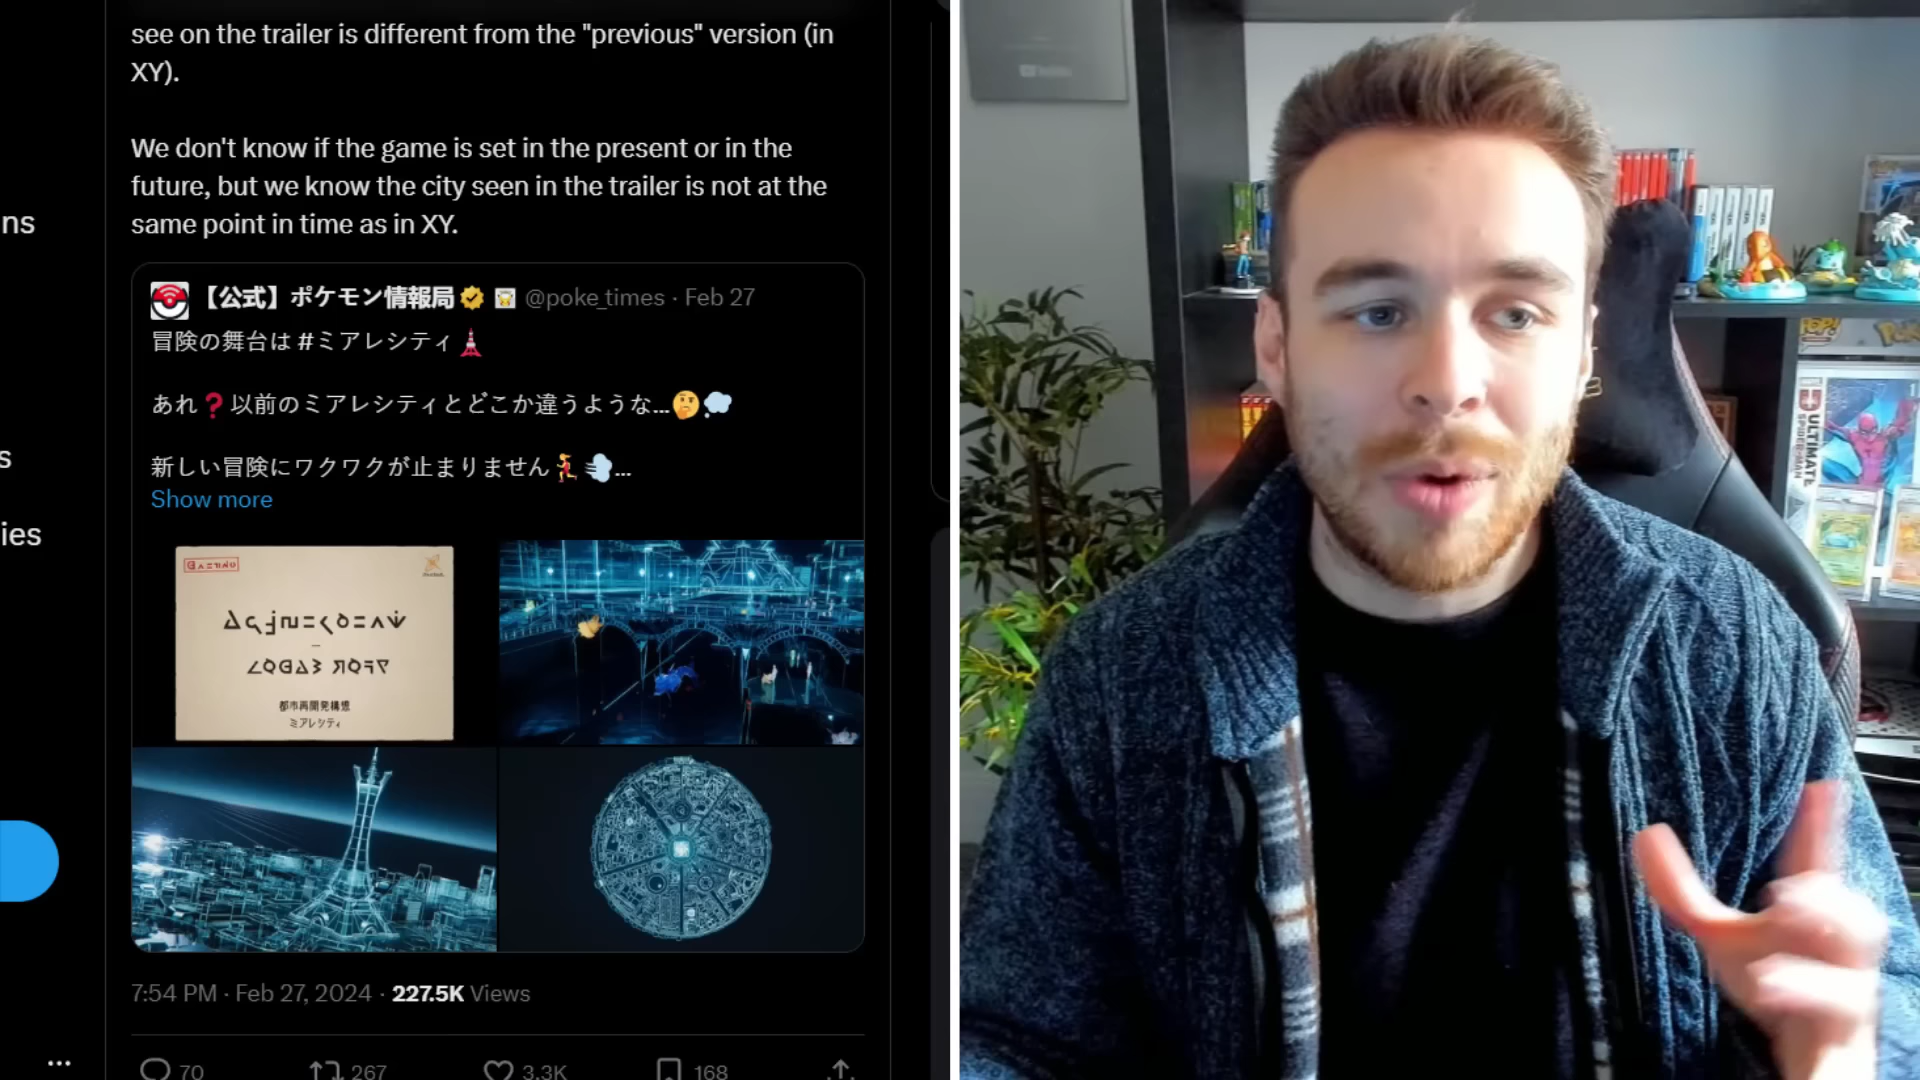 see on the trailer is different from the "previous" version (in
XY).
We don't know if the game is set in the present or in the
future, but we know the city seen in the trailer is not at the
same point in time as in XY.
ns
s
ies
【公式】ポケモン情報局 @poke_times · Feb 27
冒険の舞台は #ミアレシティ
あれ❓以前のミアレシティとどこか違うような...
新しい冒険にワクワクが止まりません...
Show more
都市再開発構想
ミアレシティ
7:54 PM · Feb 27, 2024 · 227.5K Views
70 267 3.3K 168
POP!
ULTIMATE
SPIDER-MAN